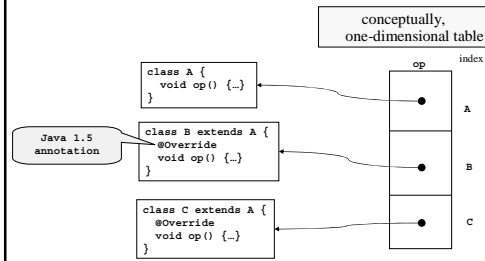 conceptually,
one-dimensional table
op
index
class A {
void op() {…}
}
A
Java 1.5
annotation
class B extends A {
@Override
void op() {…}
}
B
class C extends A {
@Override
void op() {…}
}
C